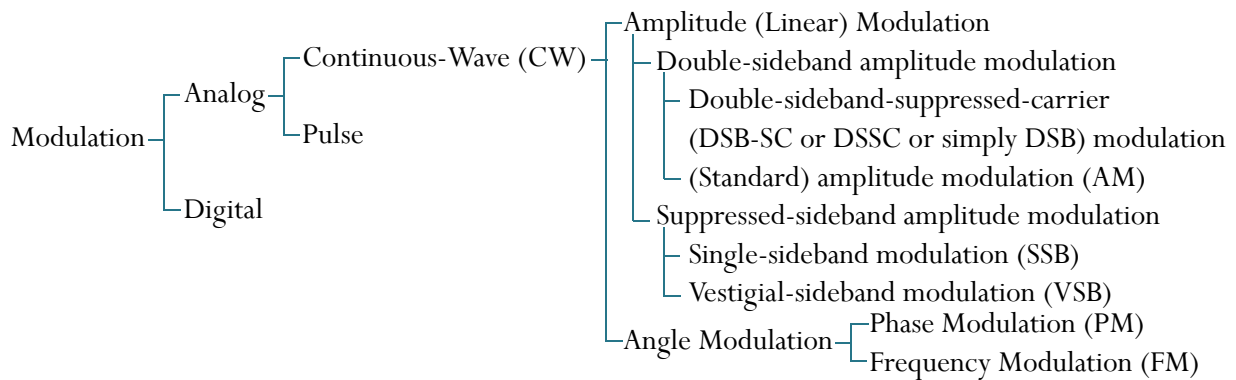 Amplitude (Linear) Modulation
Continuous-Wave (CW)
Double-sideband amplitude modulation
Analog
Double-sideband-suppressed-carrier
Modulation
Pulse
(DSB-SC or DSSC or simply DSB) modulation
(Standard) amplitude modulation (AM)
Digital
Suppressed-sideband amplitude modulation
Single-sideband modulation (SSB)
Vestigial-sideband modulation (VSB)
Angle Modulation
Phase Modulation (PM)
Frequency Modulation (FM)